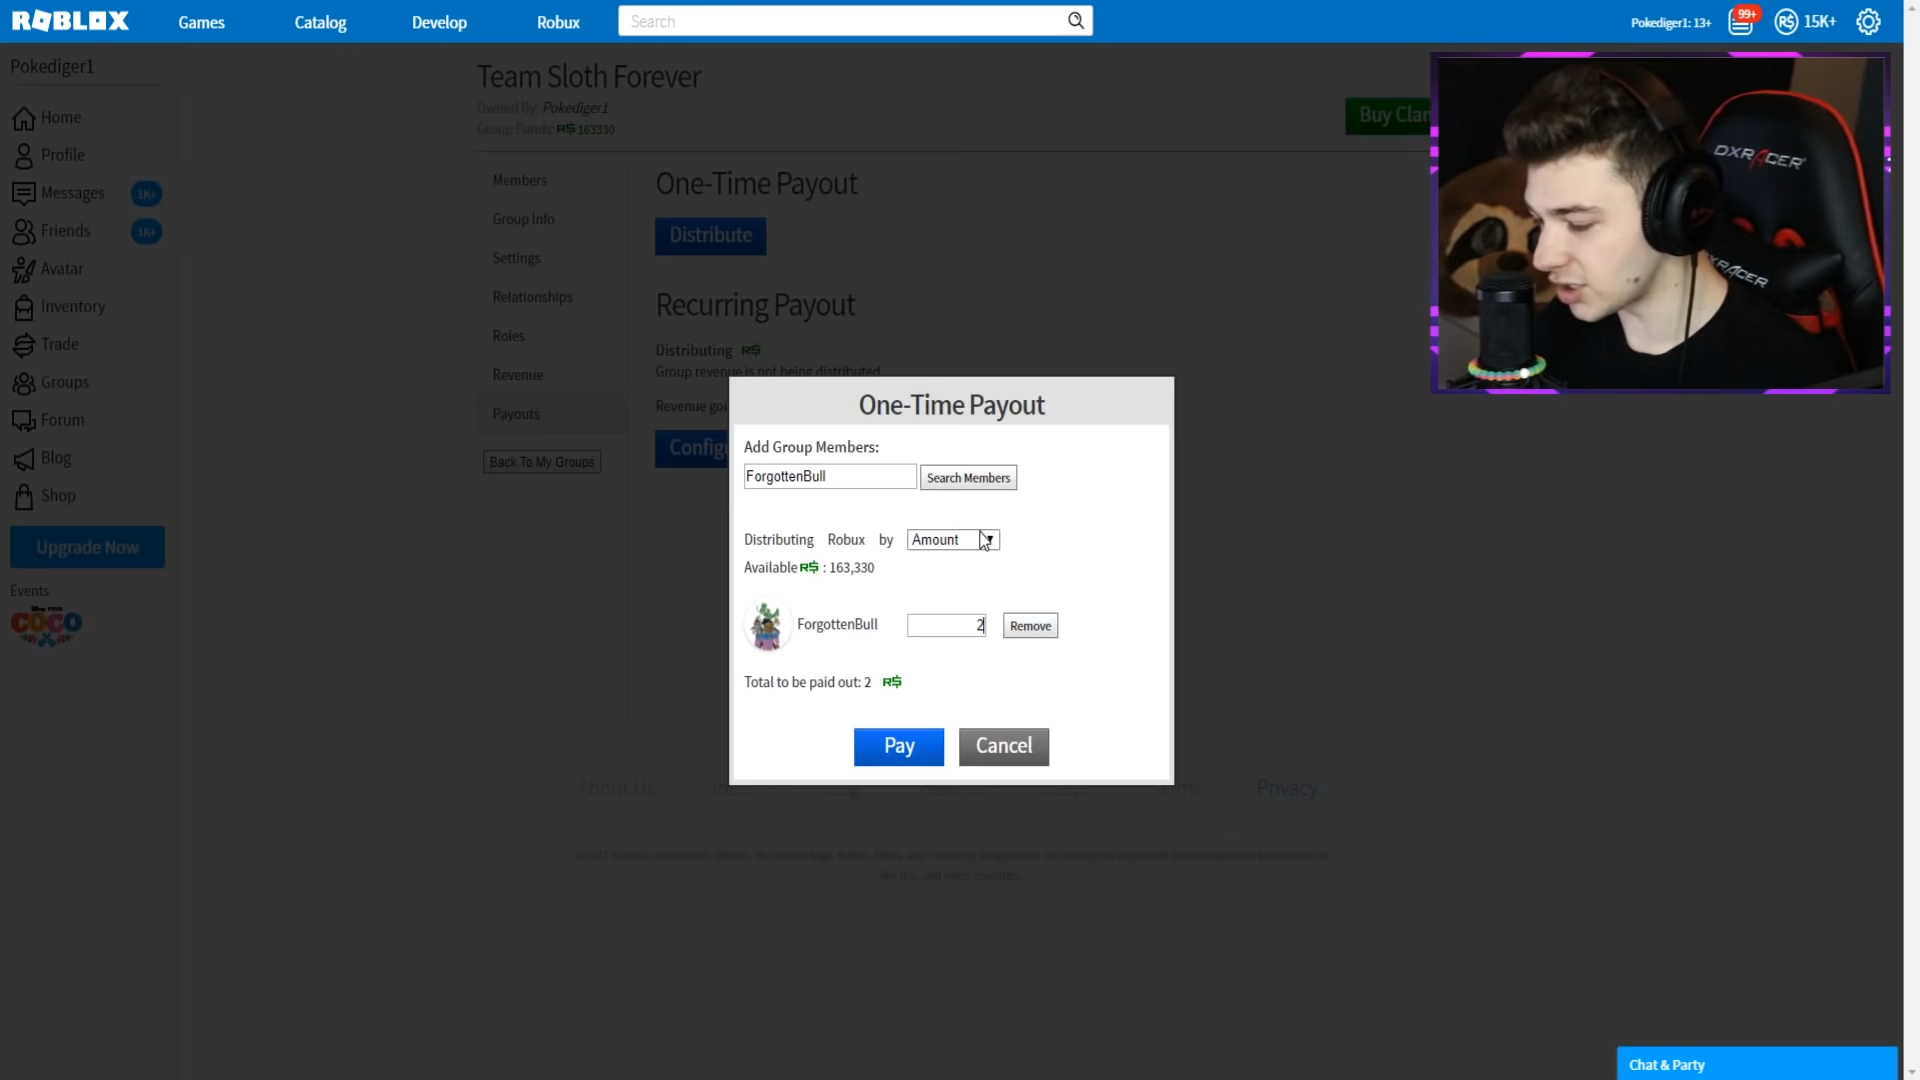 ROBLOX
Games
Catalog
Develop
Robux
Search
Pokediger1: 13+
99+
R$ 15K+
Pokediger1
Home
Profile
Messages 1K+
Friends 1K+
Avatar
Inventory
Trade
Groups
Forum
Blog
Shop
Upgrade Now
Events
COCO
Team Sloth Forever
Owned By: Pokediger1
Group Funds: R$ 163330
Buy Clan
Members
Group Info
Settings
Relationships
Roles
Revenue
Payouts
Back To My Groups
One-Time Payout
Distribute
Recurring Payout
Distributing R$
Group revenue is not being distributed
Revenue goi
Config
One-Time Payout
Add Group Members:
ForgottenBull
Search Members
Distributing Robux by Amount
Available R$ : 163,330
ForgottenBull 2 Remove
Total to be paid out: 2 R$
Pay
Cancel
About Us
Privacy
DXRACER
DXRACER
Chat & Party